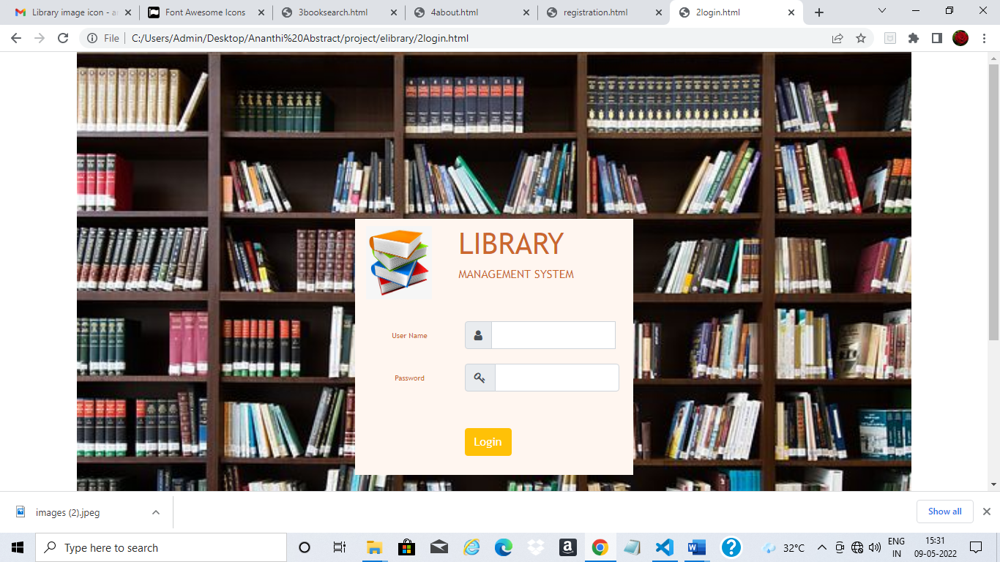 Library image icon - an
Font Awesome Icons
3booksearch.html
4about.html
registration.html
2login.html
File
C:/Users/Admin/Desktop/Ananthi%20Abstract/project/elibrary/2login.html
LIBRARY
MANAGEMENT SYSTEM
User Name
Password
Login
images (2).jpeg
Show all
Type here to search
32°C
ENG
IN
15:31
09-05-2022